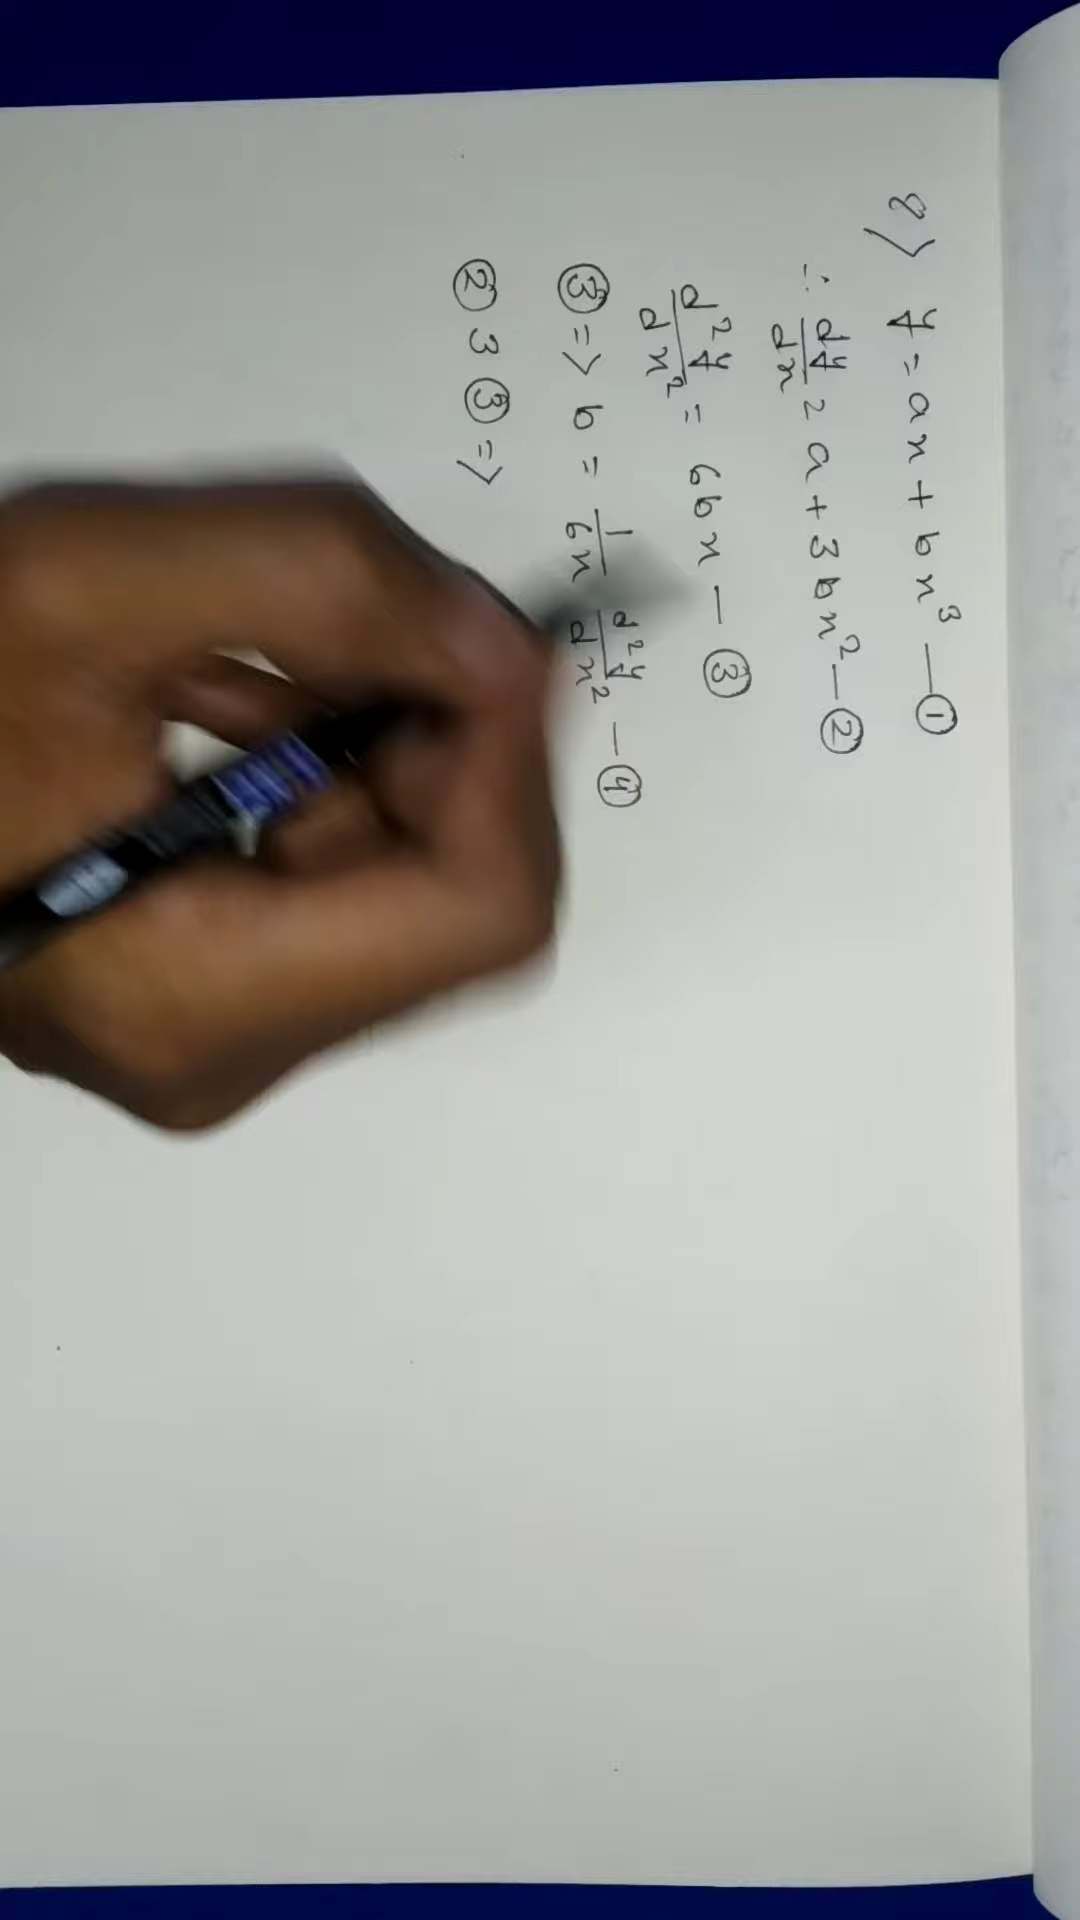 8) y = ax + bx³ — ①
∴ dy/dx = a + 3bx² — ②
d²y/dx² = 6bx — ③
③ => b = 1/6x d²y/dx² — ④
② 3 ③ =>